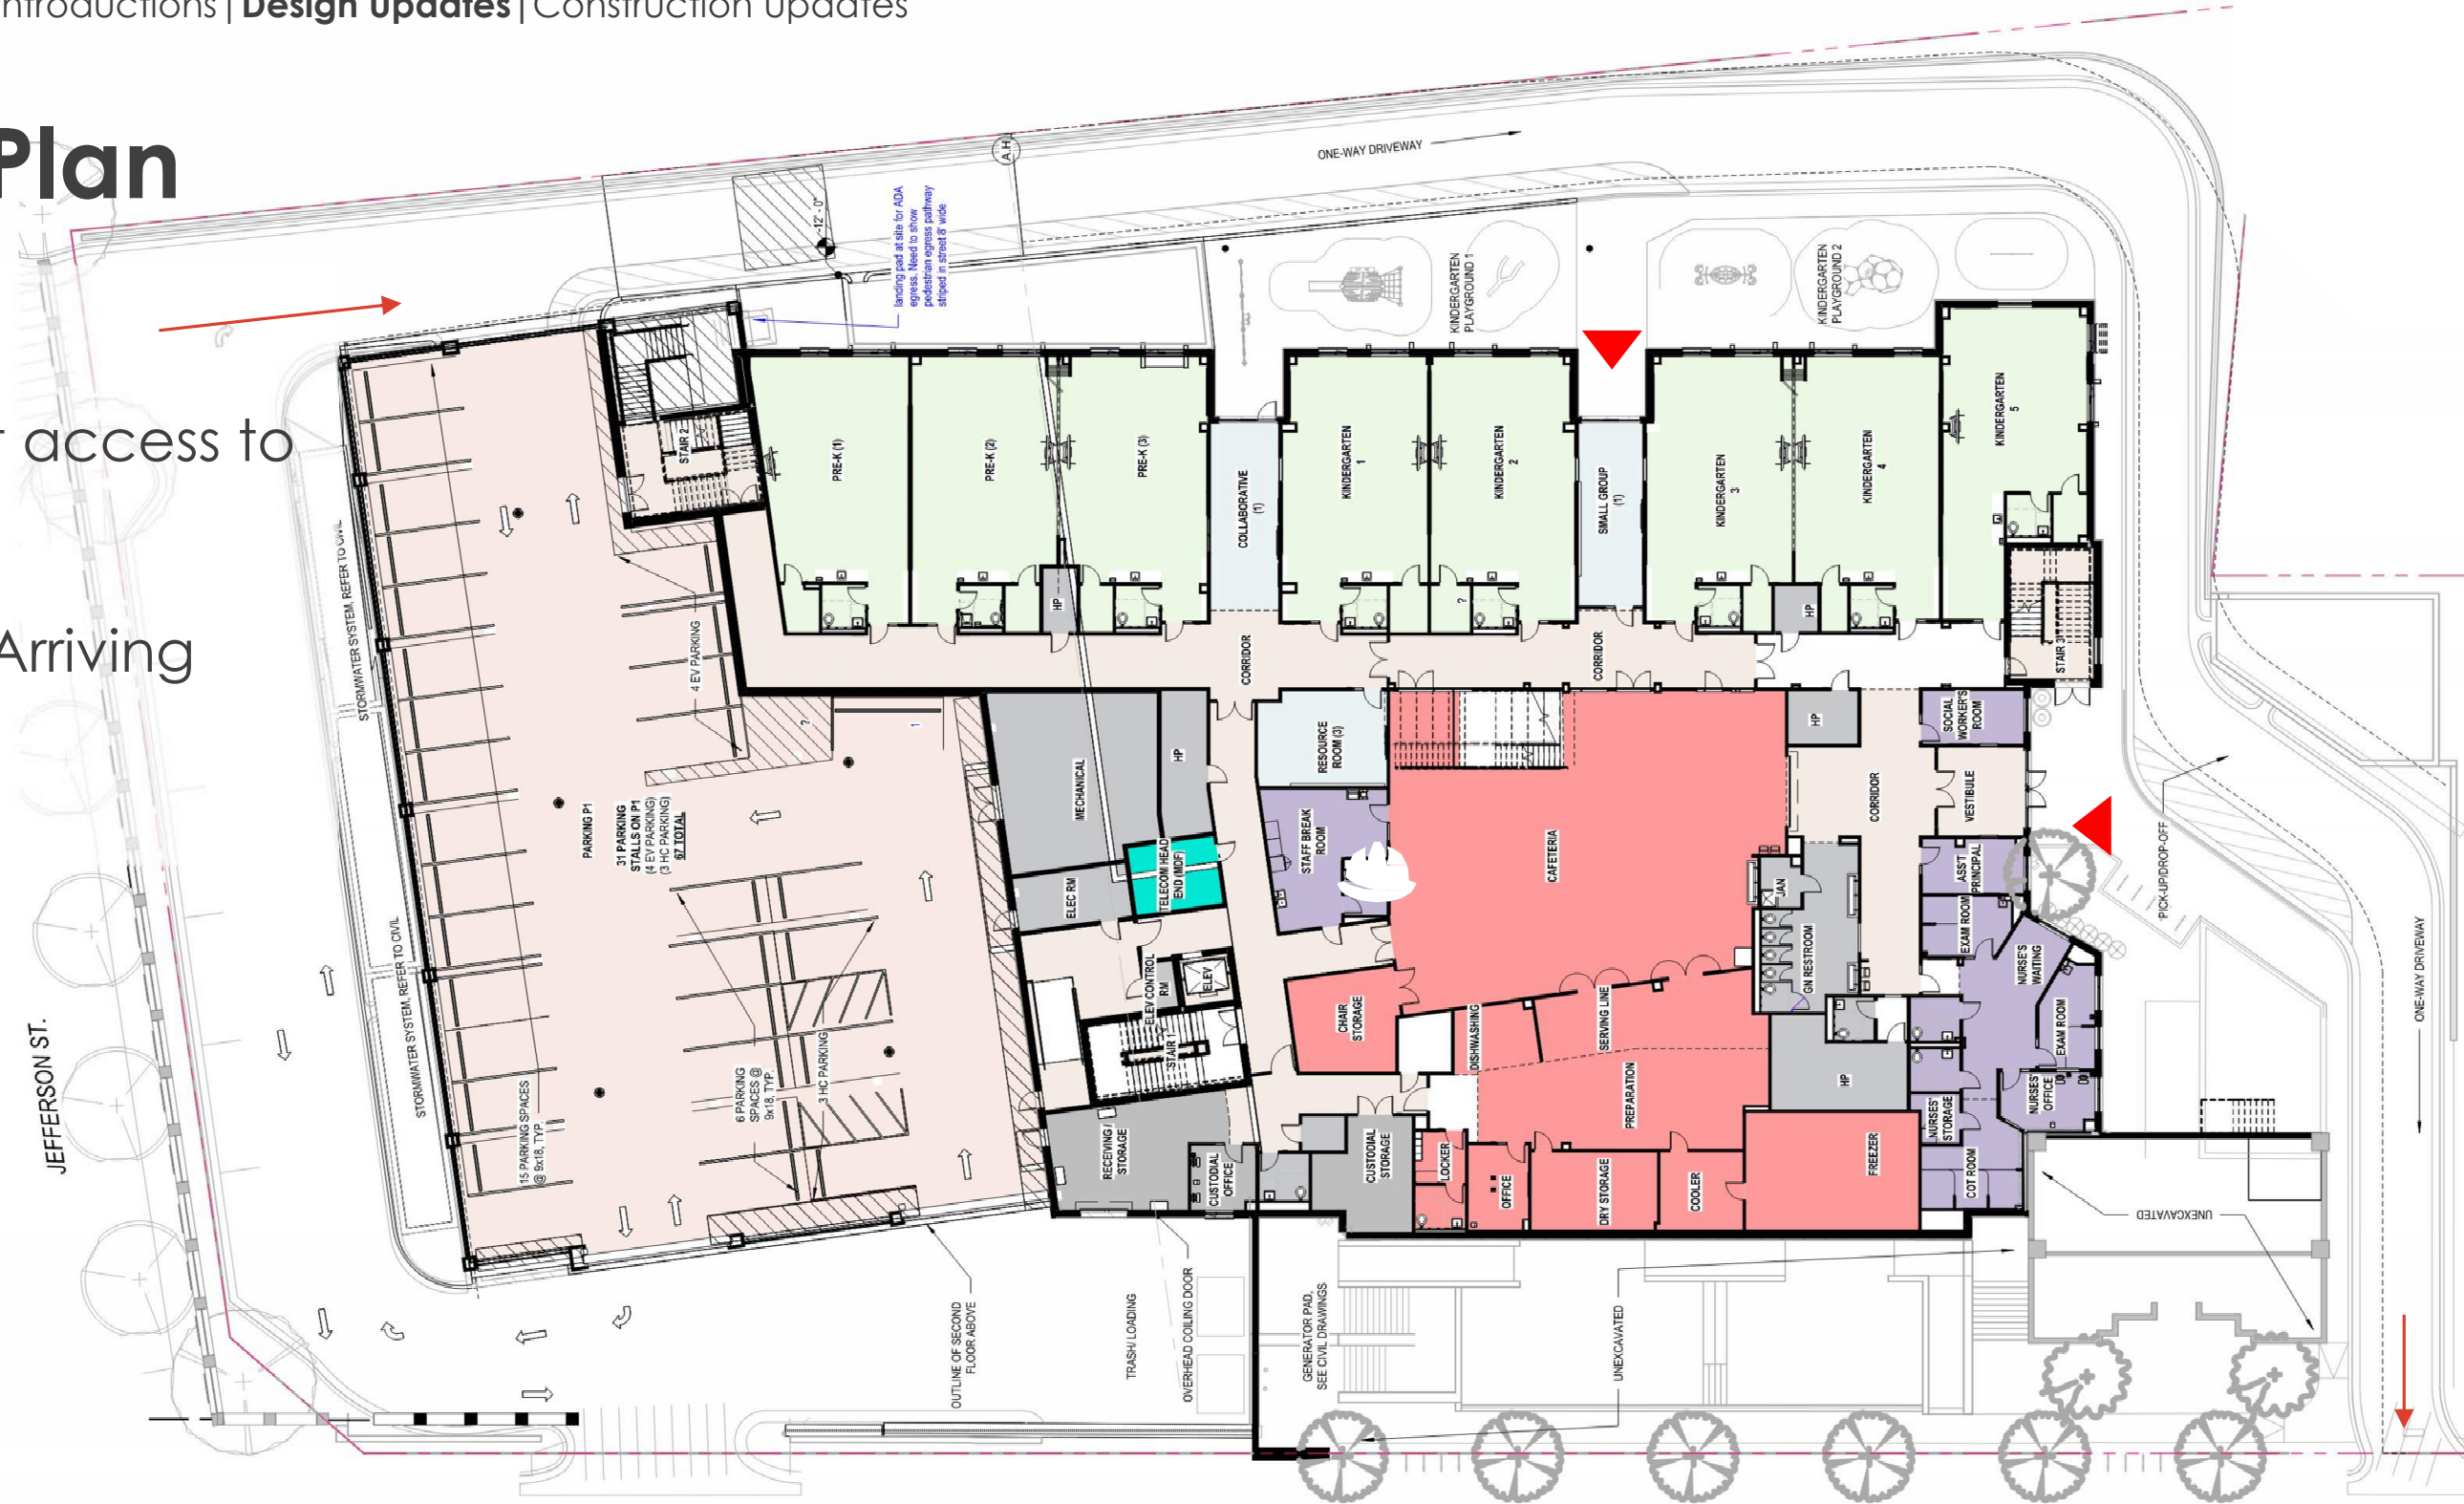 ntroductions|Design Updates|Construction Updates
Plan
access to
Arriving
JEFFERSON ST.
ONE-WAY DRIVEWAY
A.H
-12' - 0"
landing pad at site for ADA
egress. Need to show
pedestrian egress pathway
striped in street 8' wide
KINDERGARTEN
PLAYGROUND 1
KINDERGARTEN
PLAYGROUND 2
STAIR 2
PRE-K (1)
PRE-K (2)
PRE-K (3)
COLLABORATIVE
(1)
KINDERGARTEN
1
KINDERGARTEN
2
SMALL GROUP
(1)
KINDERGARTEN
3
KINDERGARTEN
4
KINDERGARTEN
5
HP
?
HP
STAIR 3
CORRIDOR
CORRIDOR
STORMWATER SYSTEM, REFER TO CIVIL
STORMWATER SYSTEM, REFER TO CIVIL
4 EV PARKING
?
1
PARKING P1
31 PARKING
STALLS ON P1
(4 EV PARKING)
(3 HC PARKING)
67 TOTAL
15 PARKING SPACES
@ 9x18, TYP.
6 PARKING
SPACES @
9x18, TYP.
3 HC PARKING
MECHANICAL
HP
ELEC RM
TELECOM HEAD
END (MDF)
ELEV CONTROL
RM
ELEV
STAIR 1
RECEIVING /
STORAGE
CUSTODIAL
OFFICE
CUSTODIAL
STORAGE
RESOURCE
ROOM (3)
STAFF BREAK
ROOM
CAFETERIA
CHAIR
STORAGE
DISHWASHING
SERVING LINE
PREPARATION
LOCKER
OFFICE
DRY STORAGE
COOLER
FREEZER
HP
CORRIDOR
JAN
GN RESTROOM
HP
SOCIAL
WORKER'S
ROOM
VESTIBULE
ASS'T
PRINCIPAL
EXAM ROOM
NURSE'S
WAITING
EXAM ROOM
NURSES'
OFFICE
NURSES'
STORAGE
COT ROOM
PICK-UP/DROP-OFF
ONE-WAY DRIVEWAY
UNEXCAVATED
OUTLINE OF SECOND
FLOOR ABOVE
TRASH/ LOADING
OVERHEAD COILING DOOR
GENERATOR PAD,
SEE CIVIL DRAWINGS
UNEXCAVATED